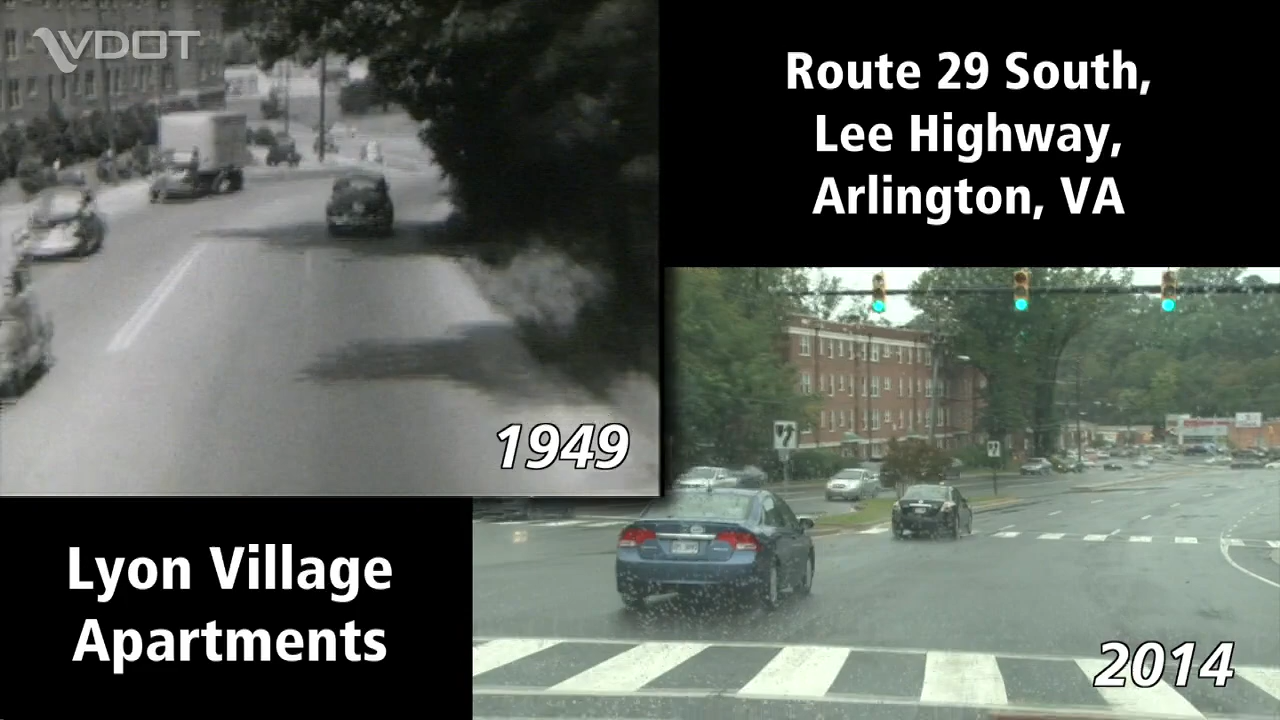 VDOT
Route 29 South,
Lee Highway,
Arlington, VA
1949
Lyon Village
Apartments
2014